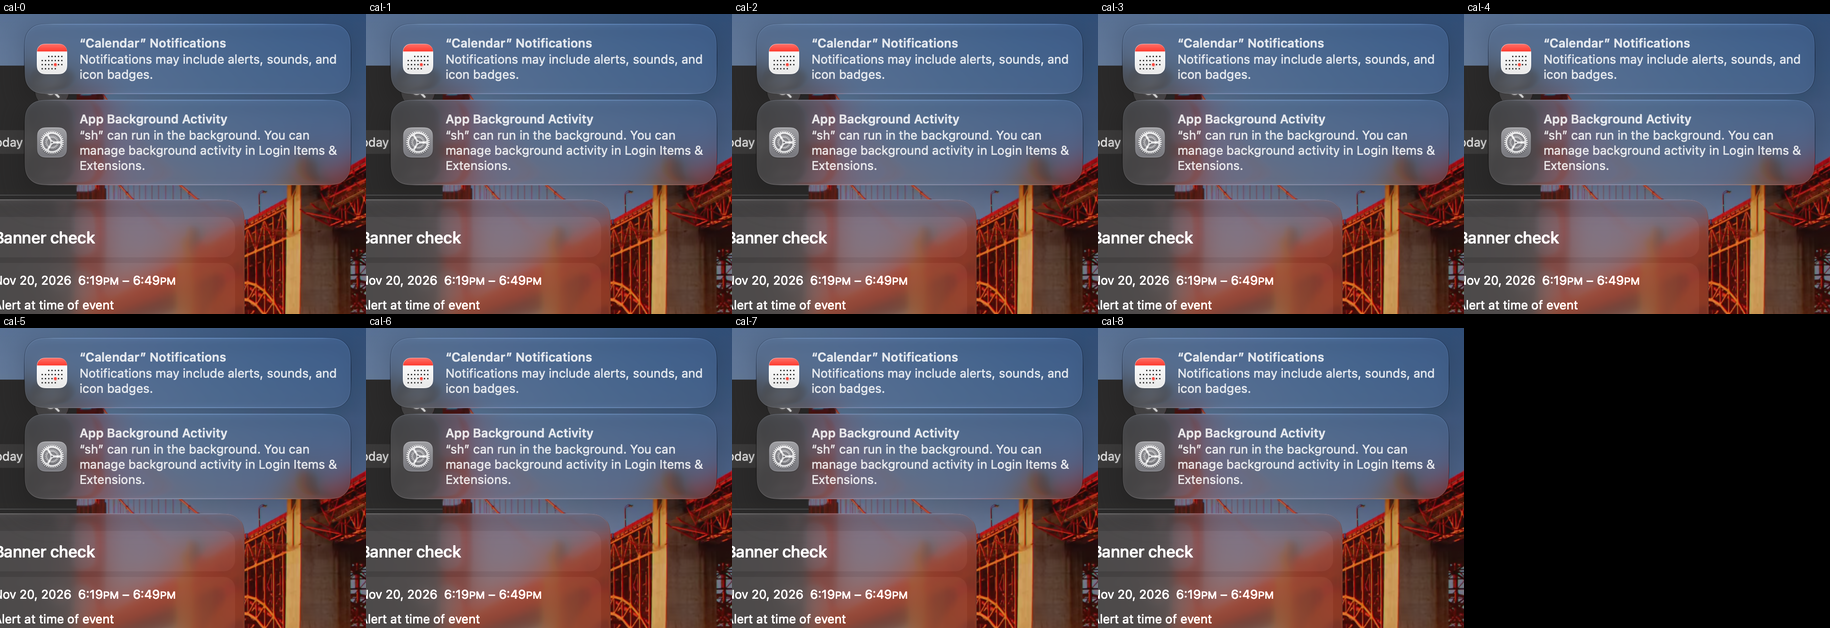 cal-0
“Calendar” Notifications
Notifications may include alerts, sounds, and
icon badges.
App Background Activity
“sh” can run in the background. You can
manage background activity in Login Items &
Extensions.
oday
Banner check
Nov 20, 2026 6:19PM – 6:49PM
Alert at time of event
cal-1
“Calendar” Notifications
Notifications may include alerts, sounds, and
icon badges.
App Background Activity
“sh” can run in the background. You can
manage background activity in Login Items &
Extensions.
oday
Banner check
Nov 20, 2026 6:19PM – 6:49PM
Alert at time of event
cal-2
“Calendar” Notifications
Notifications may include alerts, sounds, and
icon badges.
App Background Activity
“sh” can run in the background. You can
manage background activity in Login Items &
Extensions.
oday
Banner check
Nov 20, 2026 6:19PM – 6:49PM
Alert at time of event
cal-3
“Calendar” Notifications
Notifications may include alerts, sounds, and
icon badges.
App Background Activity
“sh” can run in the background. You can
manage background activity in Login Items &
Extensions.
oday
Banner check
Nov 20, 2026 6:19PM – 6:49PM
Alert at time of event
cal-4
“Calendar” Notifications
Notifications may include alerts, sounds, and
icon badges.
App Background Activity
“sh” can run in the background. You can
manage background activity in Login Items &
Extensions.
oday
Banner check
Nov 20, 2026 6:19PM – 6:49PM
Alert at time of event
cal-5
“Calendar” Notifications
Notifications may include alerts, sounds, and
icon badges.
App Background Activity
“sh” can run in the background. You can
manage background activity in Login Items &
Extensions.
oday
Banner check
Nov 20, 2026 6:19PM – 6:49PM
Alert at time of event
cal-6
“Calendar” Notifications
Notifications may include alerts, sounds, and
icon badges.
App Background Activity
“sh” can run in the background. You can
manage background activity in Login Items &
Extensions.
oday
Banner check
Nov 20, 2026 6:19PM – 6:49PM
Alert at time of event
cal-7
“Calendar” Notifications
Notifications may include alerts, sounds, and
icon badges.
App Background Activity
“sh” can run in the background. You can
manage background activity in Login Items &
Extensions.
oday
Banner check
Nov 20, 2026 6:19PM – 6:49PM
Alert at time of event
cal-8
“Calendar” Notifications
Notifications may include alerts, sounds, and
icon badges.
App Background Activity
“sh” can run in the background. You can
manage background activity in Login Items &
Extensions.
oday
Banner check
Nov 20, 2026 6:19PM – 6:49PM
Alert at time of event